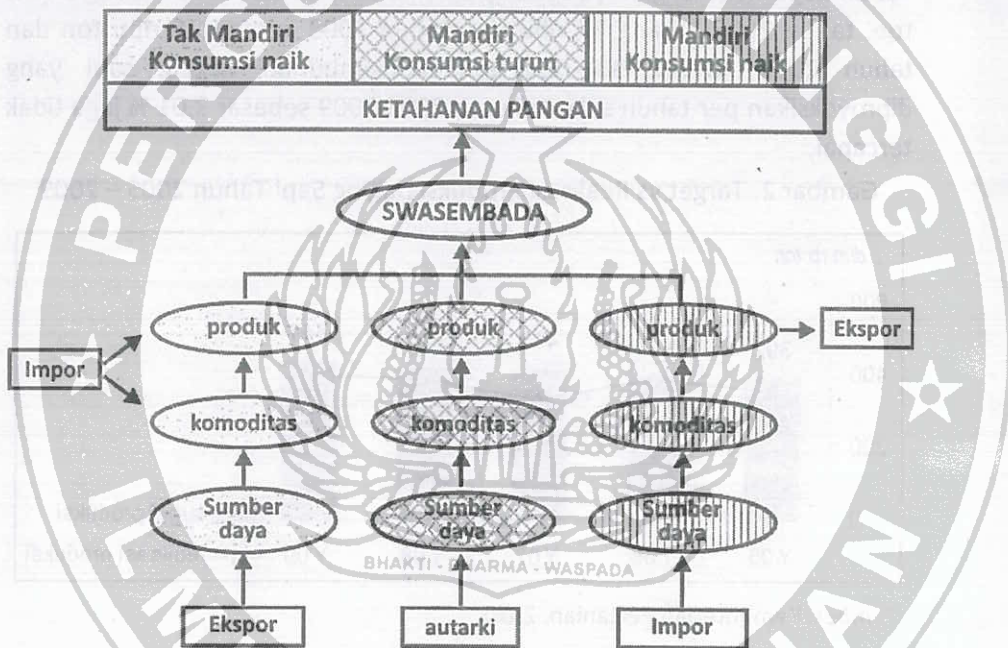 Tak Mandiri
Konsumsi naik
Mandiri
Konsumsi turun
Mandiri
Konsumsi naik
KETAHANAN PANGAN
SWASEMBADA
produk
produk
produk
Ekspor
Impor
komoditas
komoditas
komoditas
Sumber
daya
Sumber
daya
Sumber
daya
BHAKTI - DHARMA - WASPADA
Ekspor
autarki
Impor